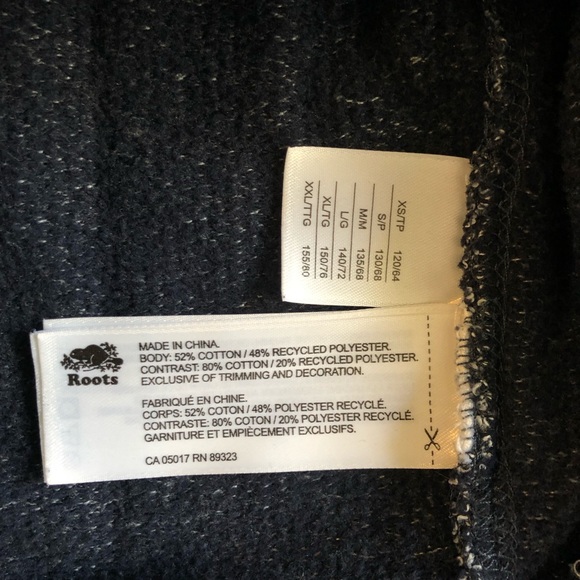 XS/TP 120/64
S/P 130/68
M/M 135/68
L/G 140/72
XL/TG 150/76
XXL/TTG 155/80
Roots
MADE IN CHINA.
BODY: 52% COTTON / 48% RECYCLED POLYESTER.
CONTRAST: 80% COTTON / 20% RECYCLED POLYESTER.
EXCLUSIVE OF TRIMMING AND DECORATION.
FABRIQUÉ EN CHINE.
CORPS: 52% COTON / 48% POLYESTER RECYCLÉ.
CONTRASTE: 80% COTON / 20% POLYESTER RECYCLÉ.
GARNITURE ET EMPIÈCEMENT EXCLUSIFS.
CA 05017 RN 89323